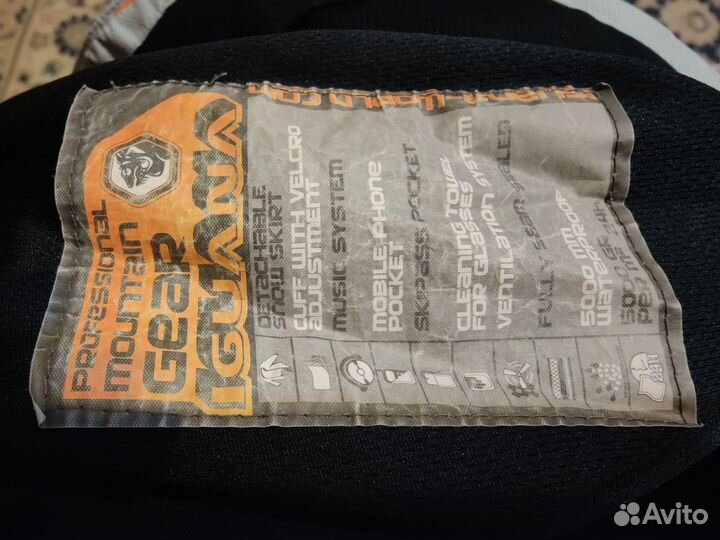 PROFESSIONAL
MOUNTAIN
GEAR
IGUANA
DETACHABLE
SNOW SKIRT
CUFF WITH VELCRO
ADJUSTMENT
MUSIC SYSTEM
MOBILE PHONE
POCKET
SKIPASS POCKET
CLEANING TOWEL
FOR GLASSES
VENTILATION SYSTEM
FULLY SEAM SEALED
5000 MM
WATERPROOF
24H
Avito